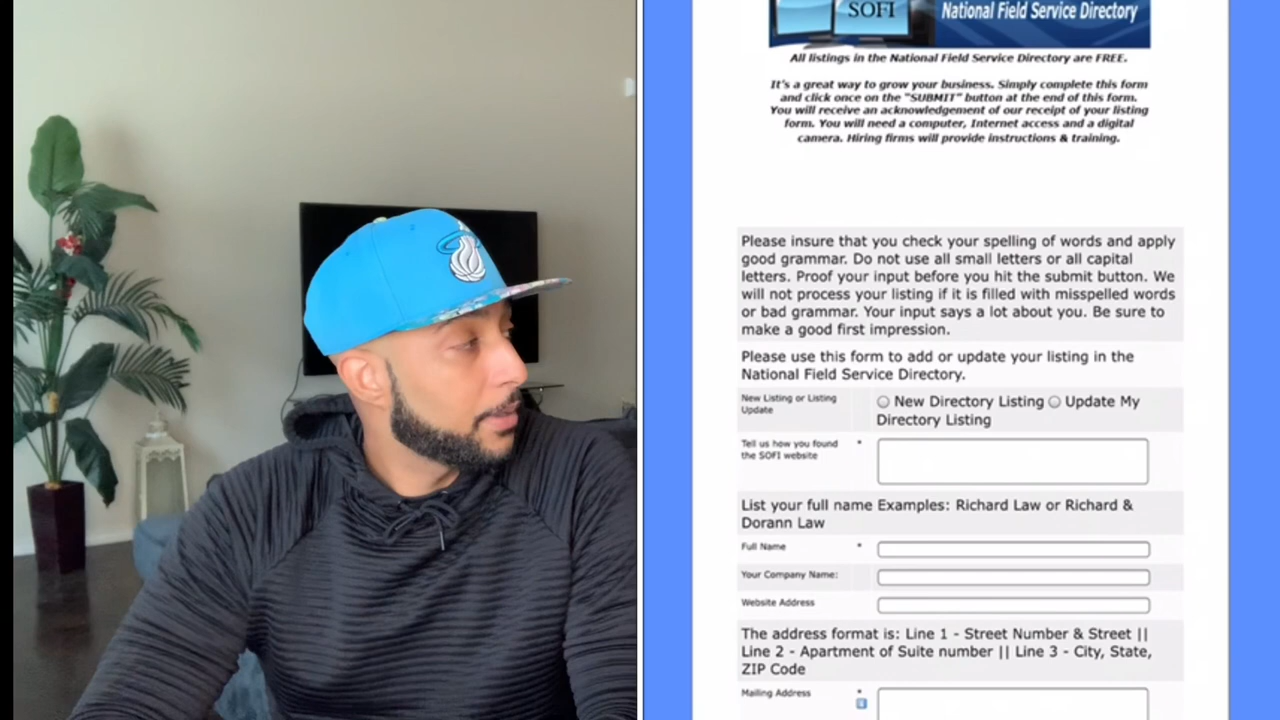 SOFI
National Field Service Directory
All listings in the National Field Service Directory are FREE.
It's a great way to grow your business. Simply complete this form
and click once on the "SUBMIT" button at the end of this form.
You will receive an acknowledgement of our receipt of your listing
form. You will need a computer, Internet access and a digital
camera. Hiring firms will provide instructions & training.
Please insure that you check your spelling of words and apply
good grammar. Do not use all small letters or all capital
letters. Proof your input before you hit the submit button. We
will not process your listing if it is filled with misspelled words
or bad grammar. Your input says a lot about you. Be sure to
make a good first impression.
Please use this form to add or update your listing in the
National Field Service Directory.
New Listing or Listing
Update
New Directory Listing Update My
Directory Listing
Tell us how you found
the SOFI website
*
List your full name Examples: Richard Law or Richard &
Dorann Law
Full Name *
Your Company Name:
Website Address
The address format is: Line 1 - Street Number & Street ||
Line 2 - Apartment of Suite number || Line 3 - City, State,
ZIP Code
Mailing Address *